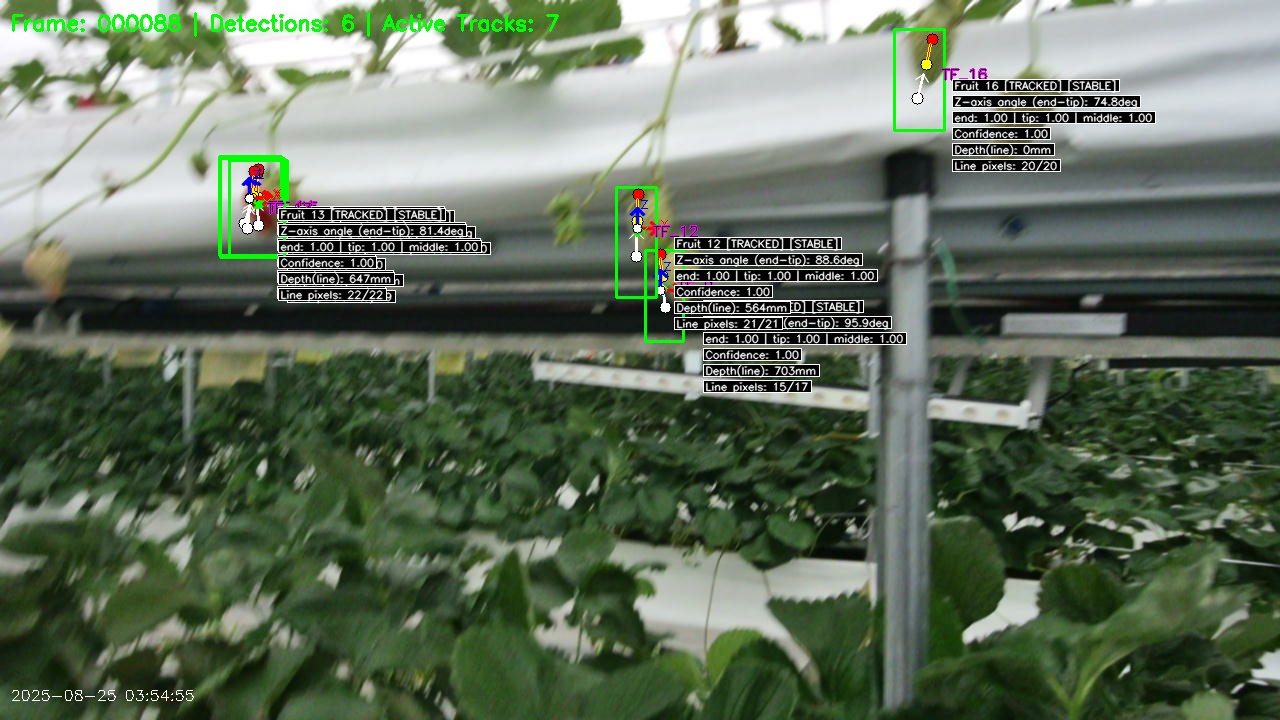 Frame: 000088 | Detections: 6 | Active Tracks: 7
TF_16
Fruit 16 [TRACKED] [STABLE]
Z-axis angle (end-tip): 74.8deg
end: 1.00 | tip: 1.00 | middle: 1.00
Confidence: 1.00
Depth(line): 0mm
Line pixels: 20/20
Fruit 13 [TRACKED] [STABLE]
Z-axis angle (end-tip): 81.4deg
end: 1.00 | tip: 1.00 | middle: 1.00
Confidence: 1.00
Depth(line): 647mm
Line pixels: 22/22
TF_12
Fruit 12 [TRACKED] [STABLE]
Z-axis angle (end-tip): 88.6deg
end: 1.00 | tip: 1.00 | middle: 1.00
Confidence: 1.00
Depth(line): 564mm
Line pixels: 21/21
[STABLE]
(end-tip): 95.9deg
end: 1.00 | tip: 1.00 | middle: 1.00
Confidence: 1.00
Depth(line): 703mm
Line pixels: 15/17
2025-08-25 03:54:55